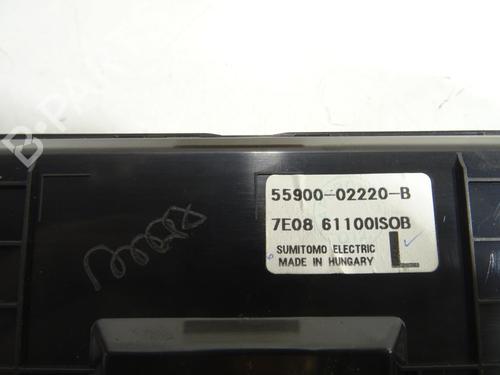 55900-02220-B
7E08 61100ISOB
SUMITOMO ELECTRIC
MADE IN HUNGARY
L